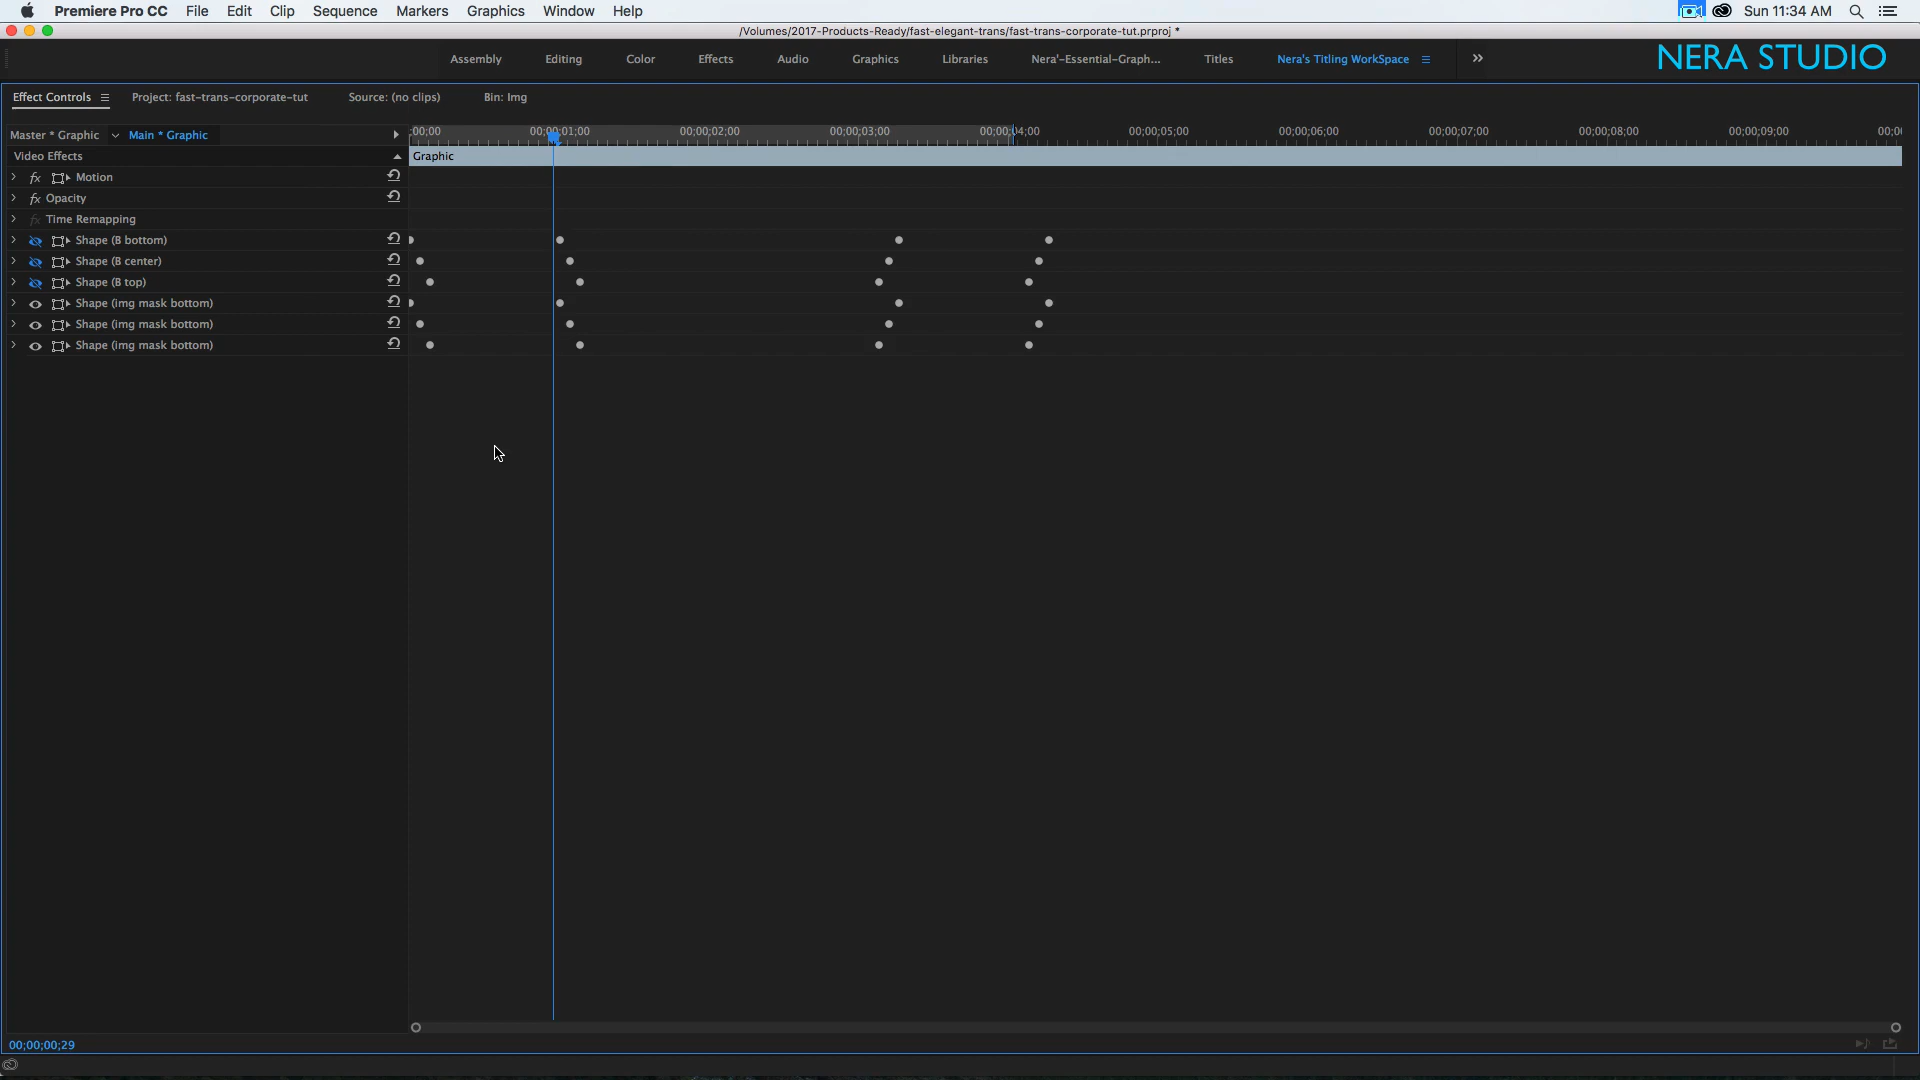 Premiere Pro CC File Edit Clip Sequence Markers Graphics Window Help Sun 11:34 AM
/Volumes/2017-Products-Ready/fast-elegant-trans/fast-trans-corporate-tut.prproj *
Assembly Editing Color Effects Audio Graphics Libraries Nera'-Essential-Graph... Titles Nera's Titling WorkSpace NERA STUDIO
Effect Controls Project: fast-trans-corporate-tut Source: (no clips) Bin: Img
Master * Graphic Main * Graphic ;00;00 00;00;01;00 00;00;02;00 00;00;03;00 00;00;04;00 00;00;05;00 00;00;06;00 00;00;07;00 00;00;08;00 00;00;09;00 00;0
Video Effects Graphic
fx Motion
fx Opacity
fx Time Remapping
Shape (B bottom)
Shape (B center)
Shape (B top)
Shape (img mask bottom)
Shape (img mask bottom)
Shape (img mask bottom)
00;00;00;29